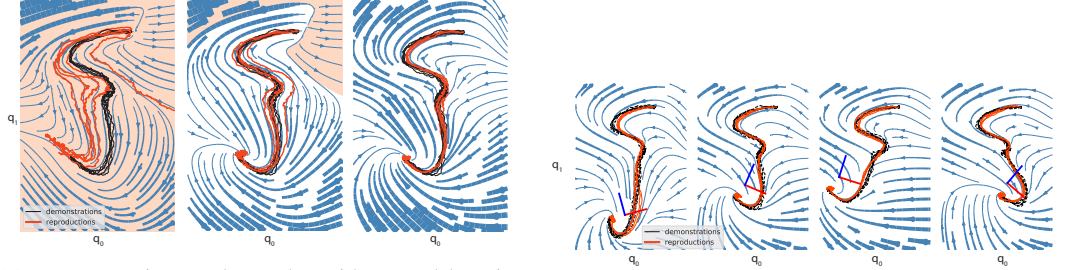 q₁
demonstrations
reproductions
q₀
q₀
q₀
q₁
demonstrations
reproductions
q₀
q₀
q₀
q₀